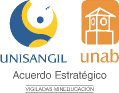 UNISANGIL unab
Acuerdo Estratégico
VIGILADAS MINEDUCACIÓN